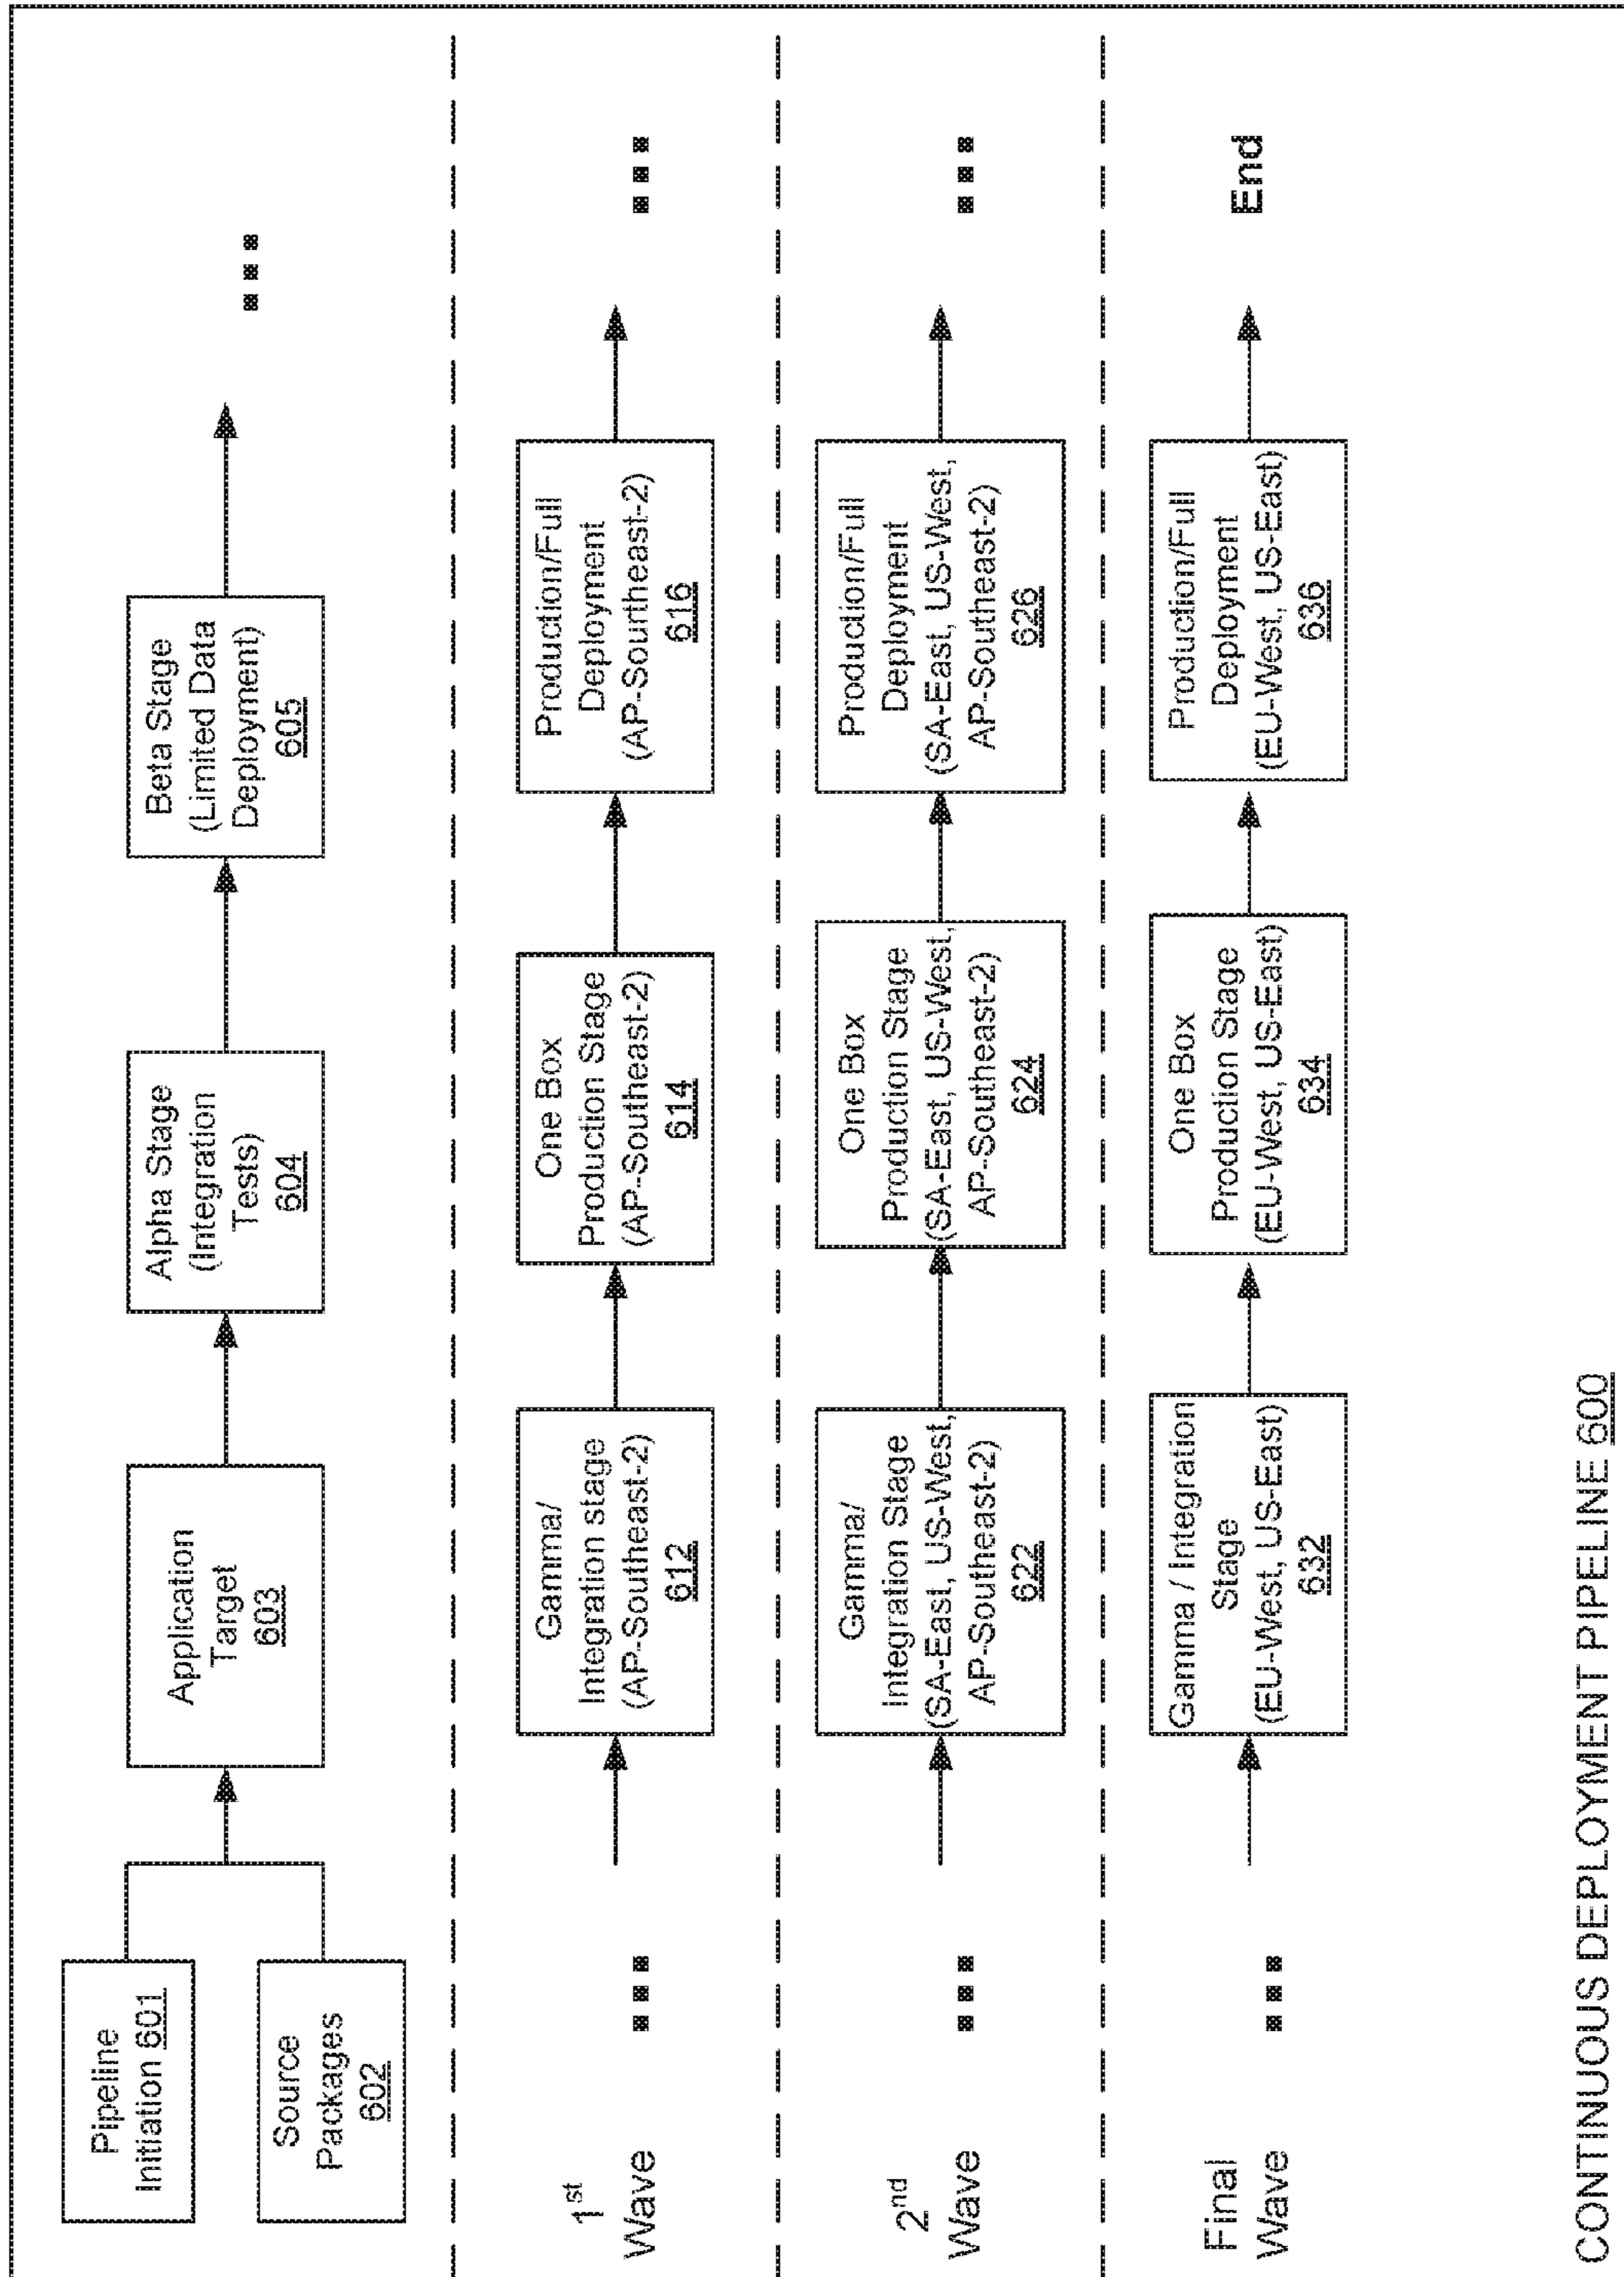 Pipeline
Initiation 601
Source
Packages
602
Application
Target
603
Alpha Stage
(Integration
Tests)
604
Beta Stage
(Limited Data
Deployment)
605
1st
Wave
Gamma/
Integration stage
(AP-Southeast-2)
612
One Box
Production Stage
(AP-Southeast-2)
614
Production/Full
Deployment
(AP-Sourtheast-2)
616
2nd
Wave
Gamma/
Integration Stage
(SA-East, US-West,
AP-Southeast-2)
622
One Box
Production Stage
(SA-East, US-West,
AP-Southeast-2)
624
Production/Full
Deployment
(SA-East, US-West,
AP-Southeast-2)
626
Final
Wave
Gamma / Integration
Stage
(EU-West, US-East)
632
One Box
Production Stage
(EU-West, US-East)
634
Production/Full
Deployment
(EU-West, US-East)
636
End
CONTINUOUS DEPLOYMENT PIPELINE 600